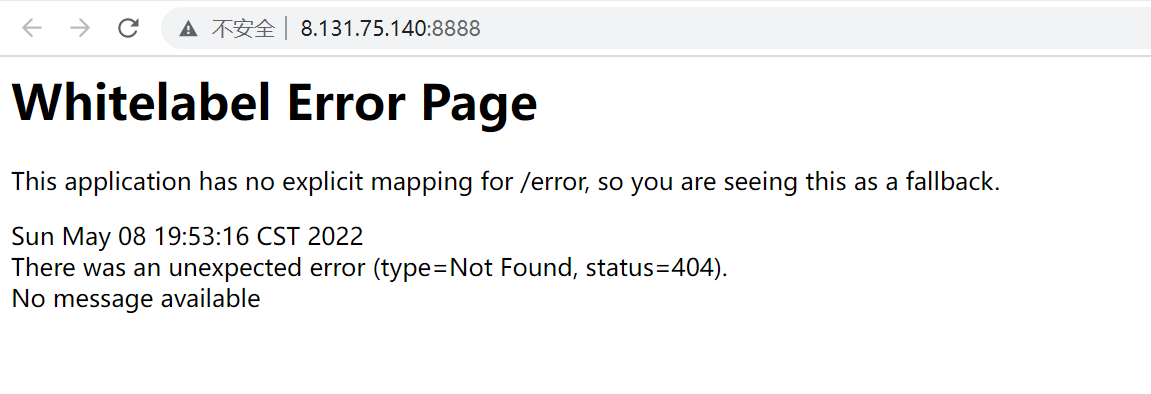 不安全 8.131.75.140:8888
Whitelabel Error Page
This application has no explicit mapping for /error, so you are seeing this as a fallback.
Sun May 08 19:53:16 CST 2022
There was an unexpected error (type=Not Found, status=404).
No message available